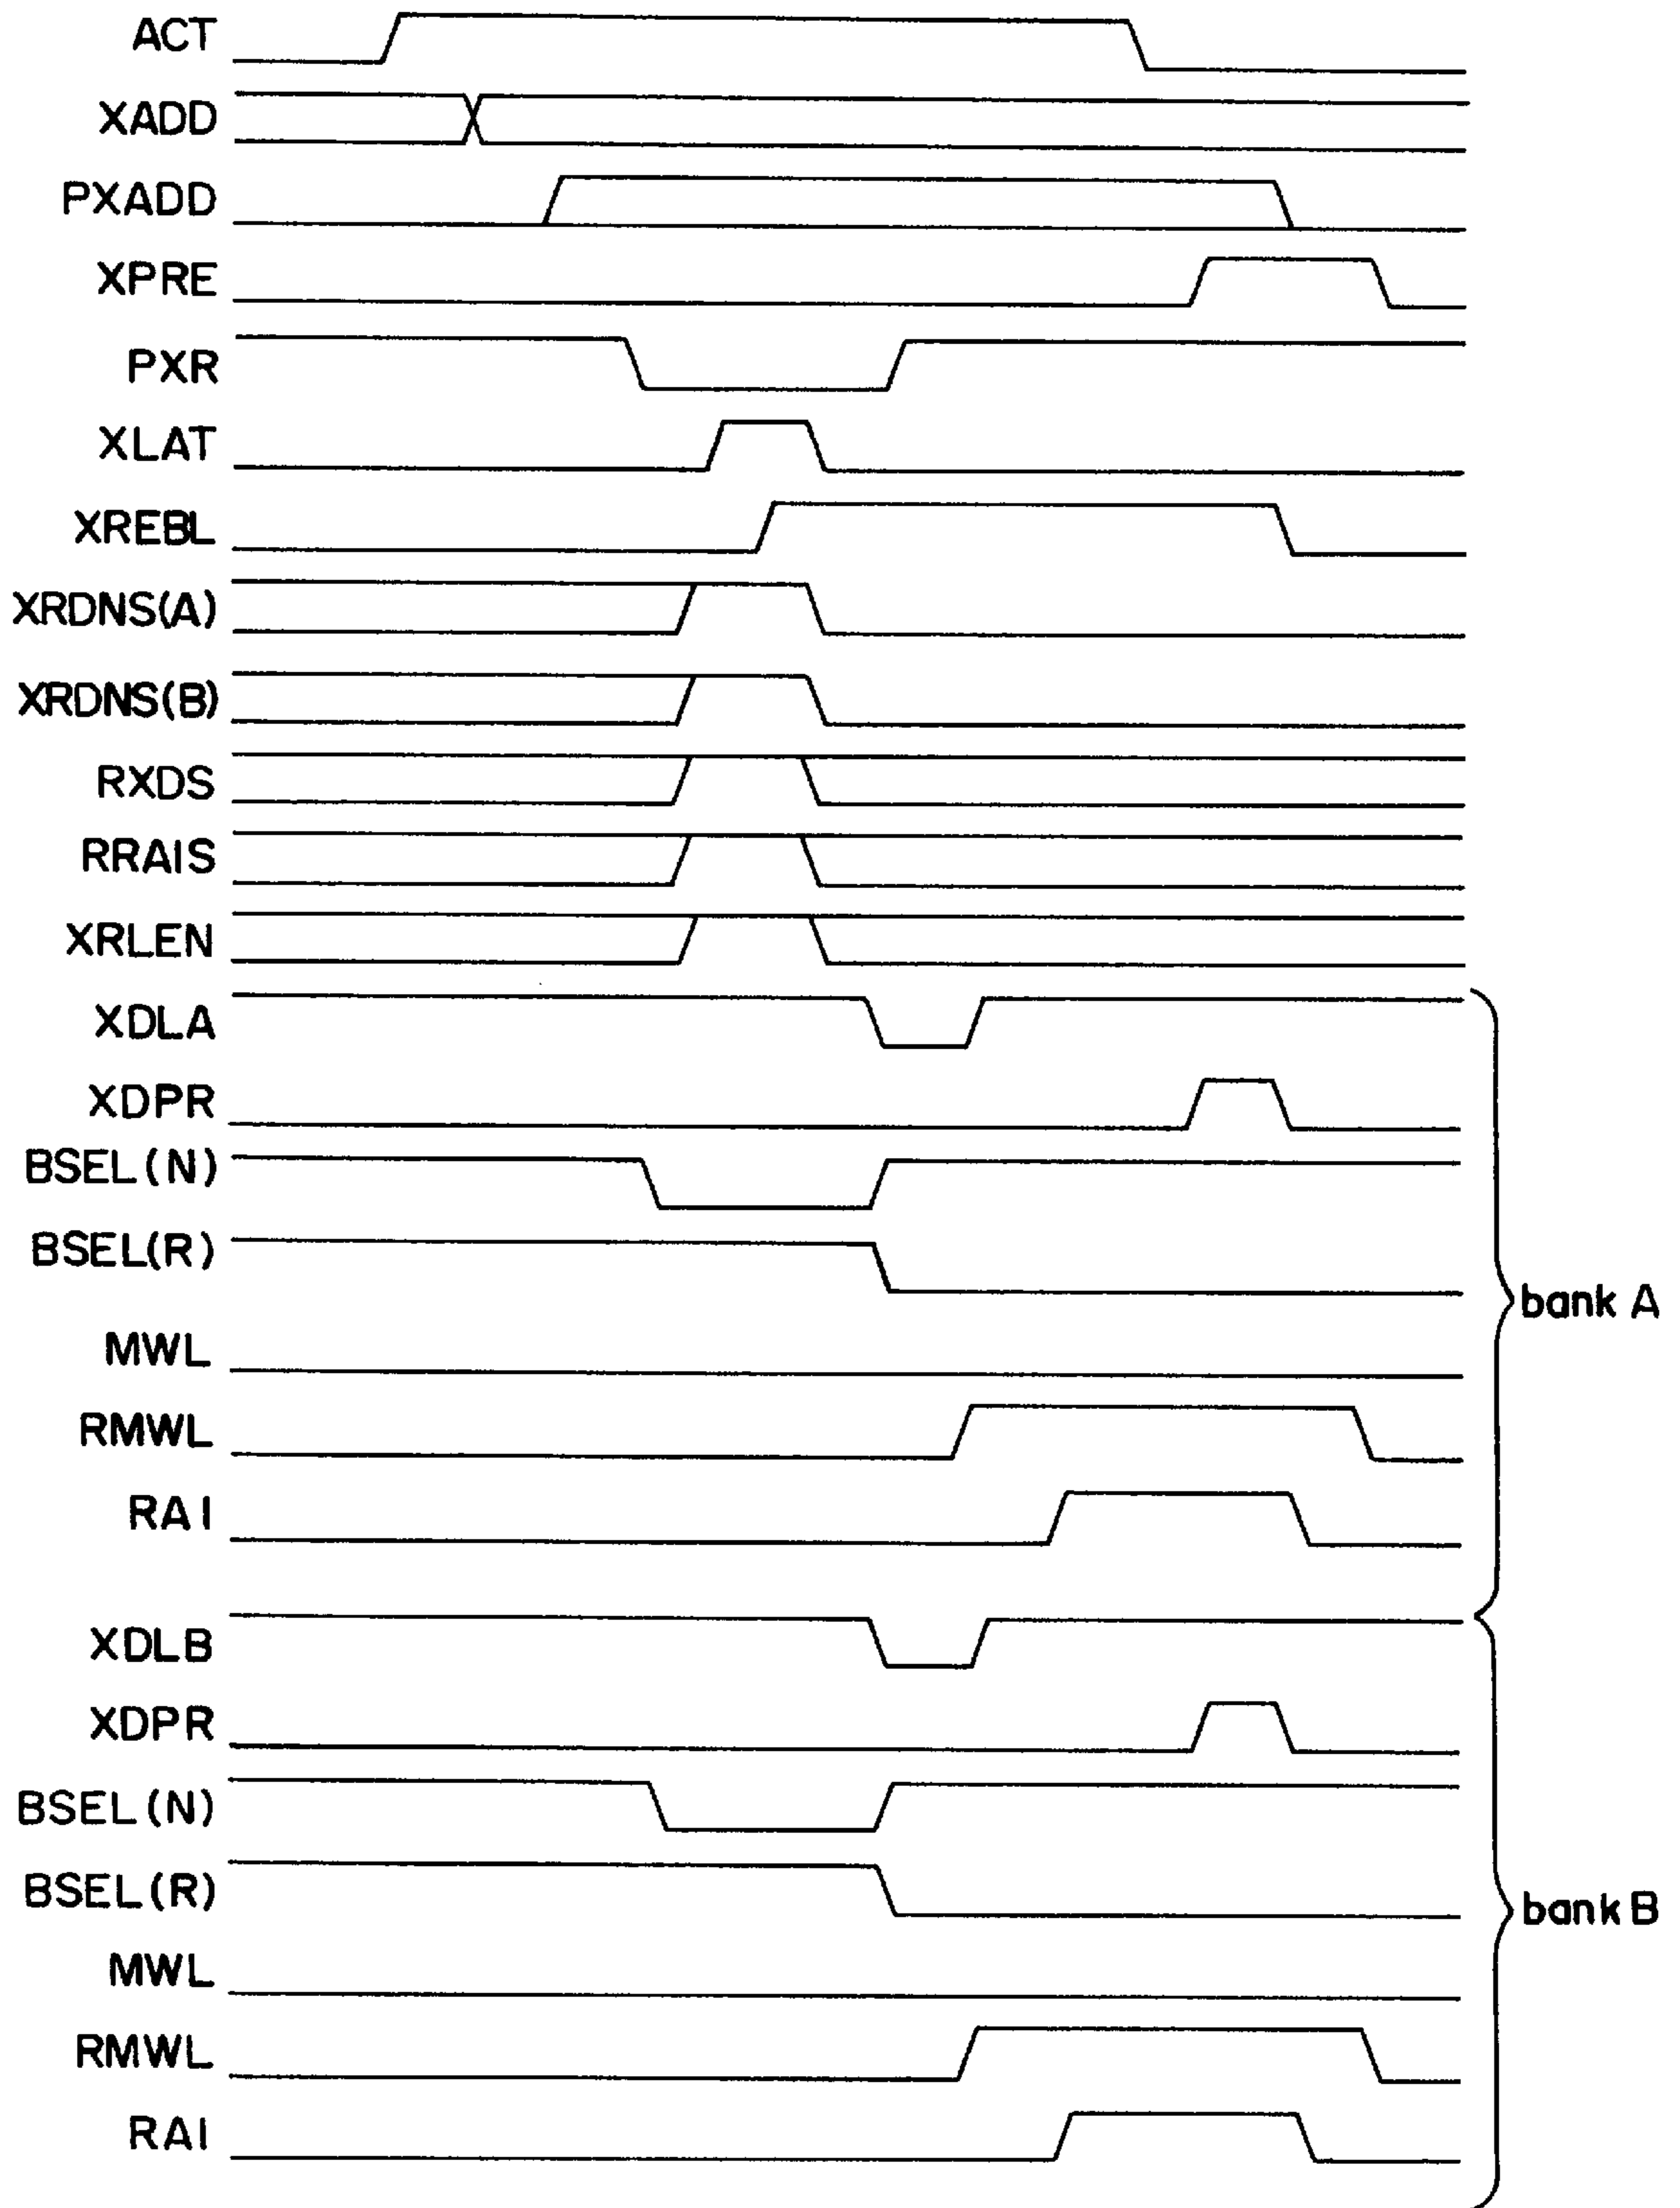 ACT
XADD
PXADD
XPRE
PXR
XLAT
XREBL
XRDNS(A)
XRDNS(B)
RXDS
RRAIS
XRLEN
XDLA
XDPR
BSEL(N)
BSEL(R)
bank A
MWL
RMWL
RAI
XDLB
XDPR
BSEL(N)
BSEL(R)
bank B
MWL
RMWL
RAI